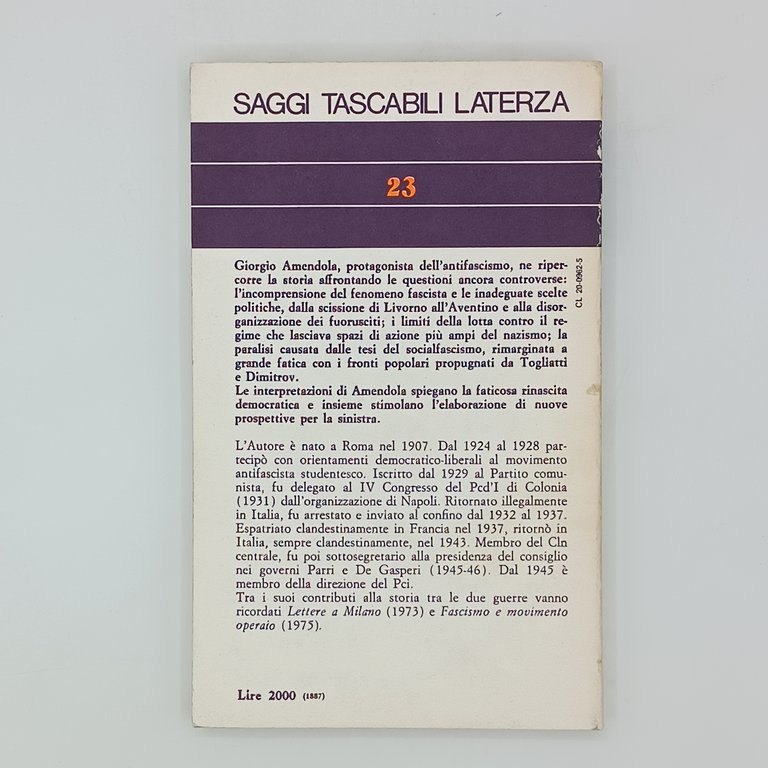 SAGGI TASCABILI LATERZA
23
Giorgio Amendola, protagonista dell'antifascismo, ne riper-
corre la storia affrontando le questioni ancora controverse:
l'incomprensione del fenomeno fascista e le inadeguate scelte
politiche, dalla scissione di Livorno all'Aventino e alla disor-
ganizzazione dei fuorusciti; i limiti della lotta contro il re-
gime che lasciava spazi di azione più ampi del nazismo; la
paralisi causata dalle tesi del socialfascismo, rimarginata a
grande fatica con i fronti popolari propugnati da Togliatti
e Dimitrov.
Le interpretazioni di Amendola spiegano la faticosa rinascita
democratica e insieme stimolano l'elaborazione di nuove
prospettive per la sinistra.
CL 20-0962-5
L'Autore è nato a Roma nel 1907. Dal 1924 al 1928 par-
tecipò con orientamenti democratico-liberali al movimento
antifascista studentesco. Iscritto dal 1929 al Partito comu-
nista, fu delegato al IV Congresso del Pcd'I di Colonia
(1931) dall'organizzazione di Napoli. Ritornato illegalmente
in Italia, fu arrestato e inviato al confino dal 1932 al 1937.
Espatriato clandestinamente in Francia nel 1937, ritornò in
Italia, sempre clandestinamente, nel 1943. Membro del Cln
centrale, fu poi sottosegretario alla presidenza del consiglio
nei governi Parri e De Gasperi (1945-46). Dal 1945 è
membro della direzione del Pci.
Tra i suoi contributi alla storia tra le due guerre vanno
ricordati Lettere a Milano (1973) e Fascismo e movimento
operaio (1975).
Lire 2000 (1887)